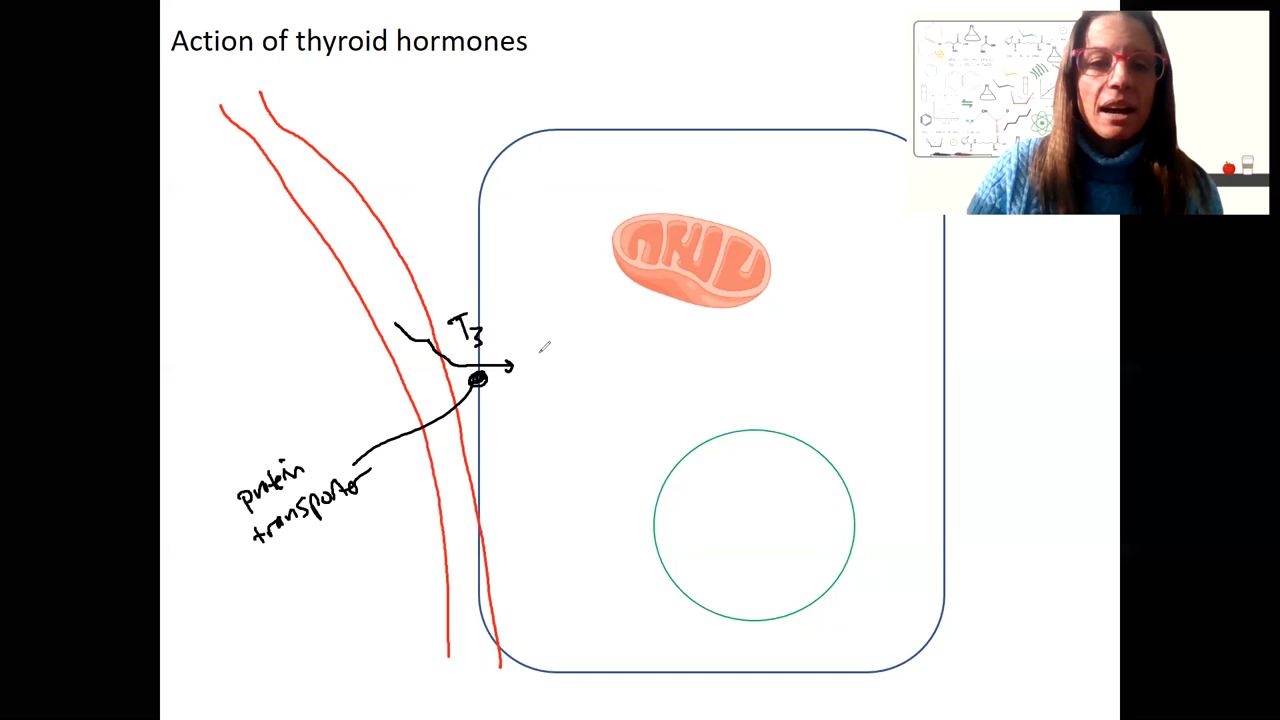 Action of thyroid hormones
T3
protein
transporter